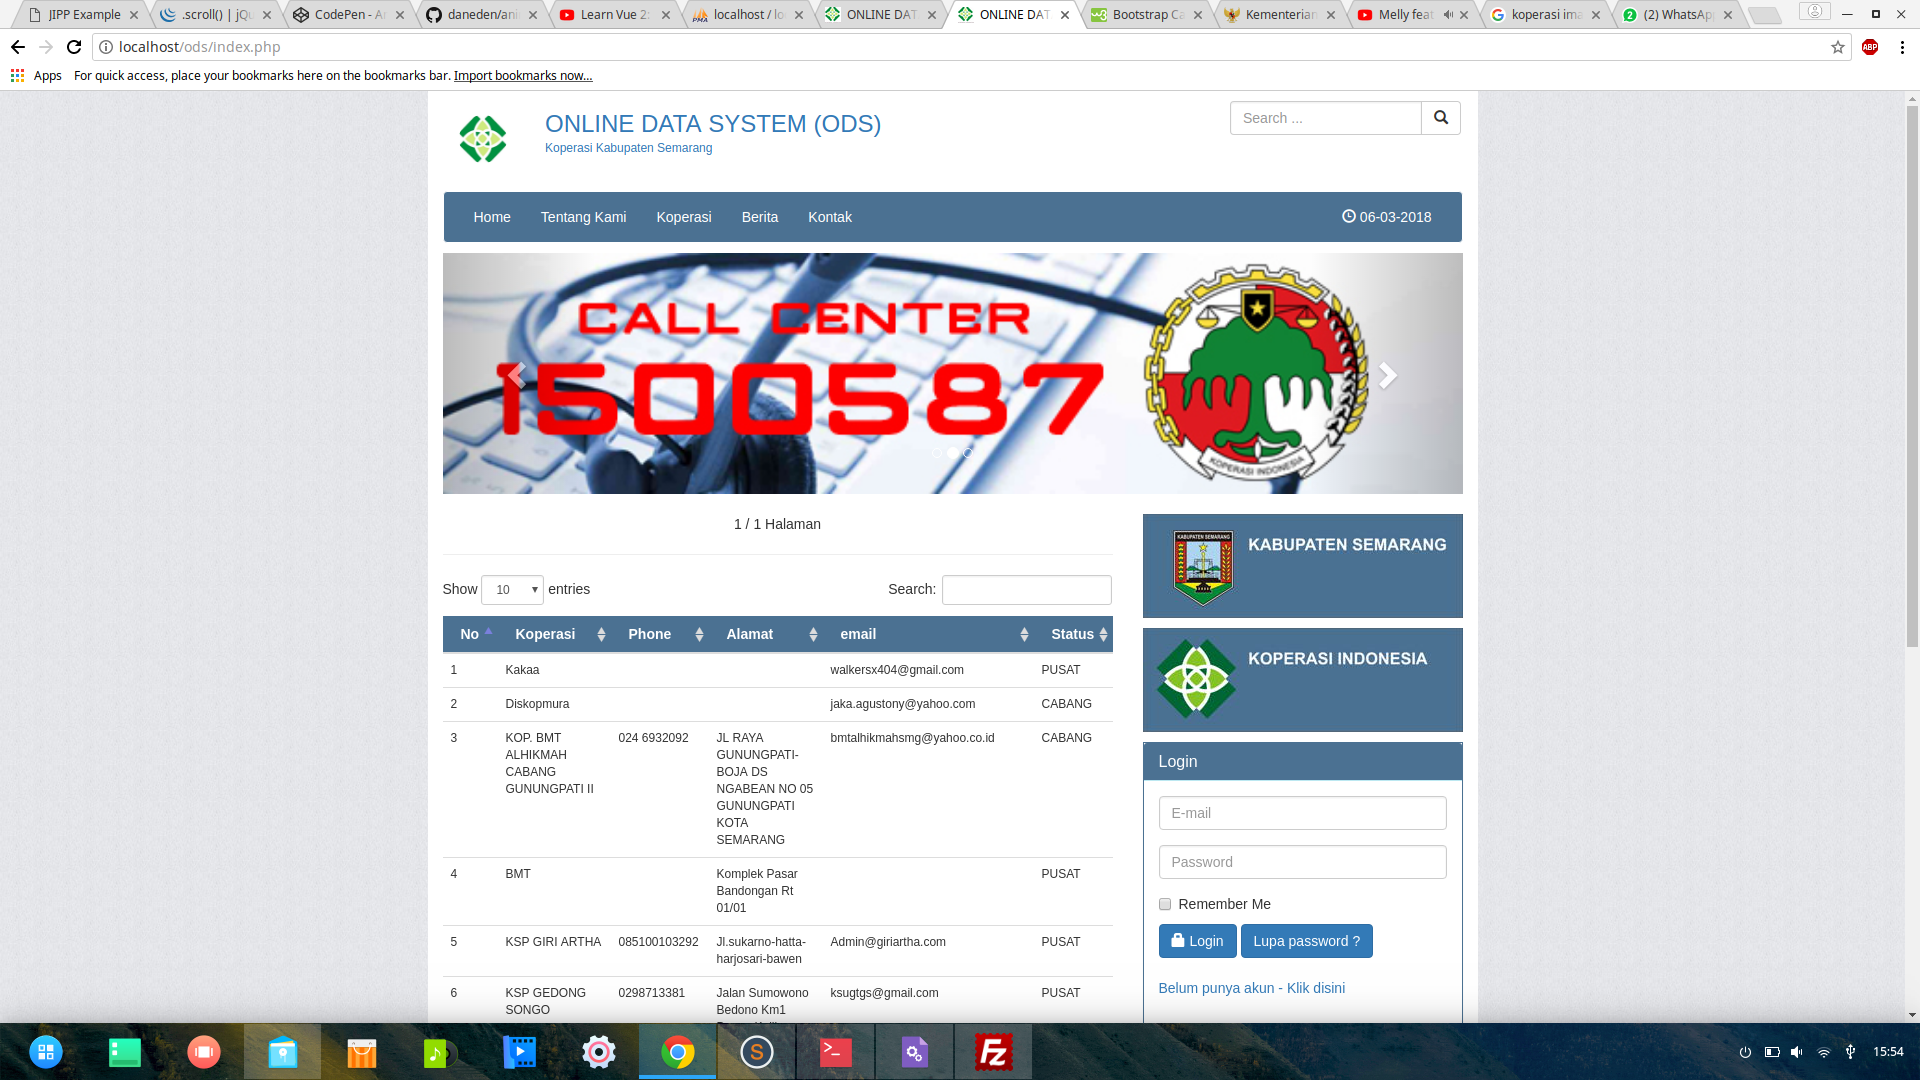 JIPP Example
.scroll() | jQu
CodePen - An
daneden/ani
Learn Vue 2:
localhost / lo
ONLINE DAT
ONLINE DAT
Bootstrap Ca
Kementerian
Melly feat
koperasi ima
(2) WhatsApp
localhost/ods/index.php
Apps For quick access, place your bookmarks here on the bookmarks bar. Import bookmarks now...
ONLINE DATA SYSTEM (ODS)
Koperasi Kabupaten Semarang
Search ...
Home Tentang Kami Koperasi Berita Kontak 06-03-2018
CALL CENTER
1500587
KOPERASI INDONESIA
1 / 1 Halaman
Show 10 entries Search:
No Koperasi Phone Alamat email Status
1 Kakaa walkersx404@gmail.com PUSAT
2 Diskopmura jaka.agustony@yahoo.com CABANG
3 KOP. BMT 024 6932092 JL RAYA bmtalhikmahsmg@yahoo.co.id CABANG
ALHIKMAH GUNUNGPATI-
CABANG BOJA DS
GUNUNGPATI II NGABEAN NO 05
GUNUNGPATI
KOTA
SEMARANG
4 BMT Komplek Pasar PUSAT
Bandongan Rt
01/01
5 KSP GIRI ARTHA 085100103292 Jl.sukarno-hatta- Admin@giriartha.com PUSAT
harjosari-bawen
6 KSP GEDONG 0298713381 Jalan Sumowono ksugtgs@gmail.com PUSAT
SONGO Bedono Km1
KABUPATEN SEMARANG
KABUPATEN SEMARANG
KOPERASI INDONESIA
Login
E-mail
Password
Remember Me
Login Lupa password ?
Belum punya akun - Klik disini
15:54